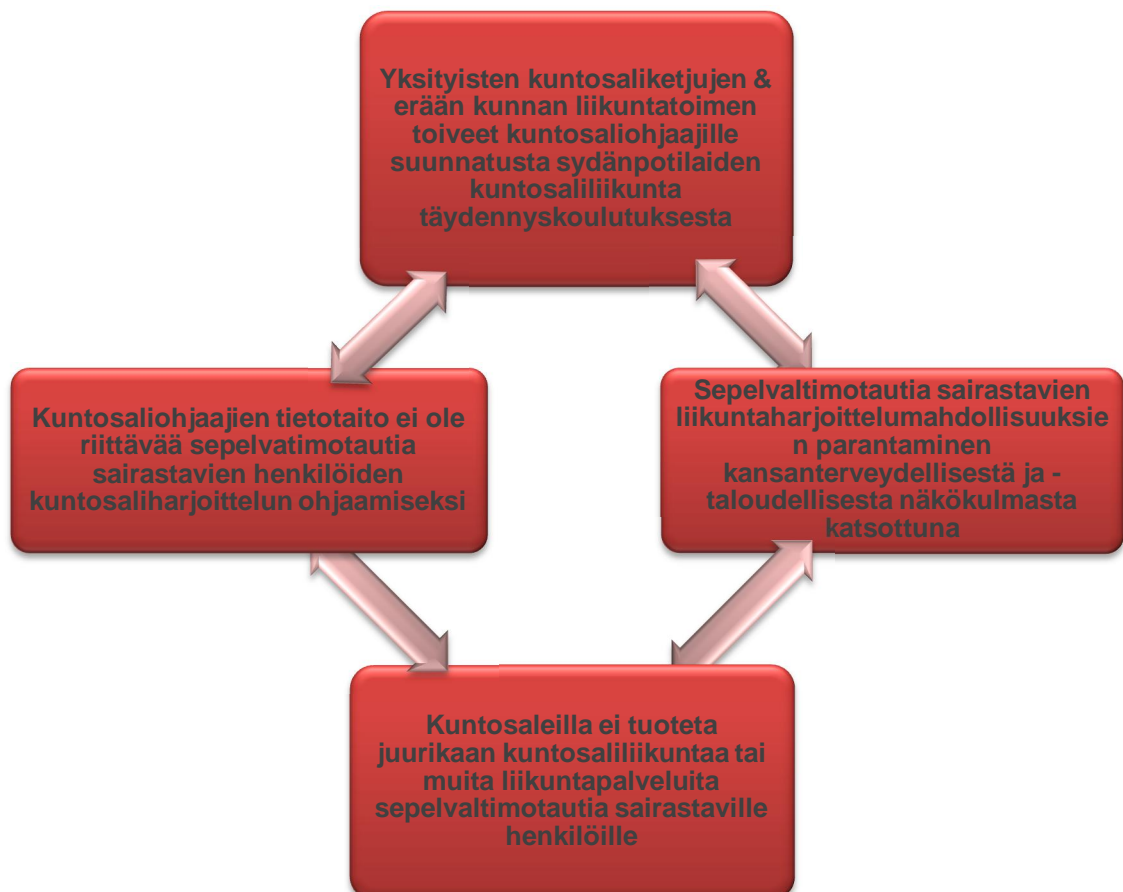 Yksityisten kuntosaliketjujen &
erään kunnan liikuntatoimen
toiveet kuntosaliohjaajille
suunnatusta sydänpotilaiden
kuntosaliliikunta
täydennyskoulutuksesta
Kuntosaliohjaajien tietotaito ei ole
riittävää sepelvatimotautia
sairastavien henkilöiden
kuntosaliharjoittelun ohjaamiseksi
Sepelvaltimotautia sairastavien
liikuntaharjoittelumahdollisuuksie
n parantaminen
kansanterveydellisestä ja -
taloudellisesta näkökulmasta
katsottuna
Kuntosaleilla ei tuoteta
juurikaan kuntosaliliikuntaa tai
muita liikuntapalveluita
sepelvaltimotautia sairastaville
henkilöille